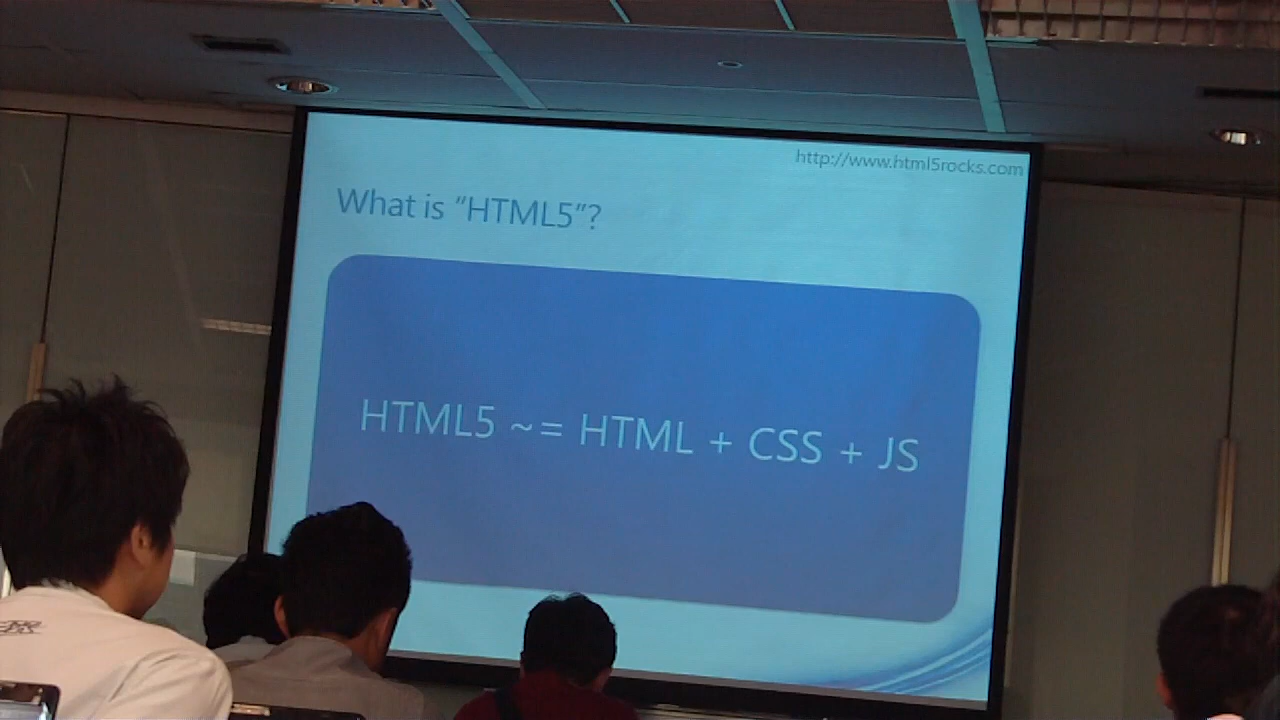 http://www.html5rocks.com
What is “HTML5”?
HTML5 ~= HTML + CSS + JS